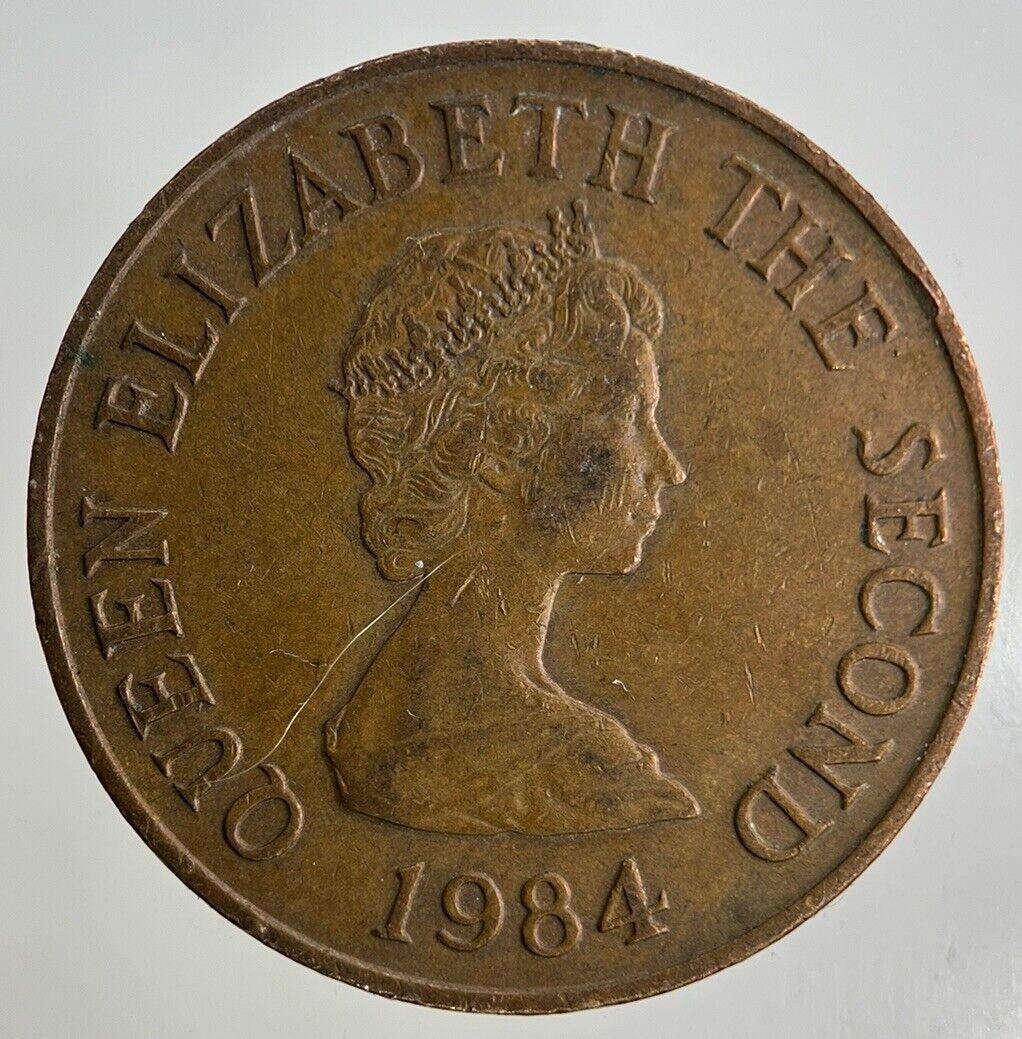 QUEEN ELIZABETH THE SECOND
1984